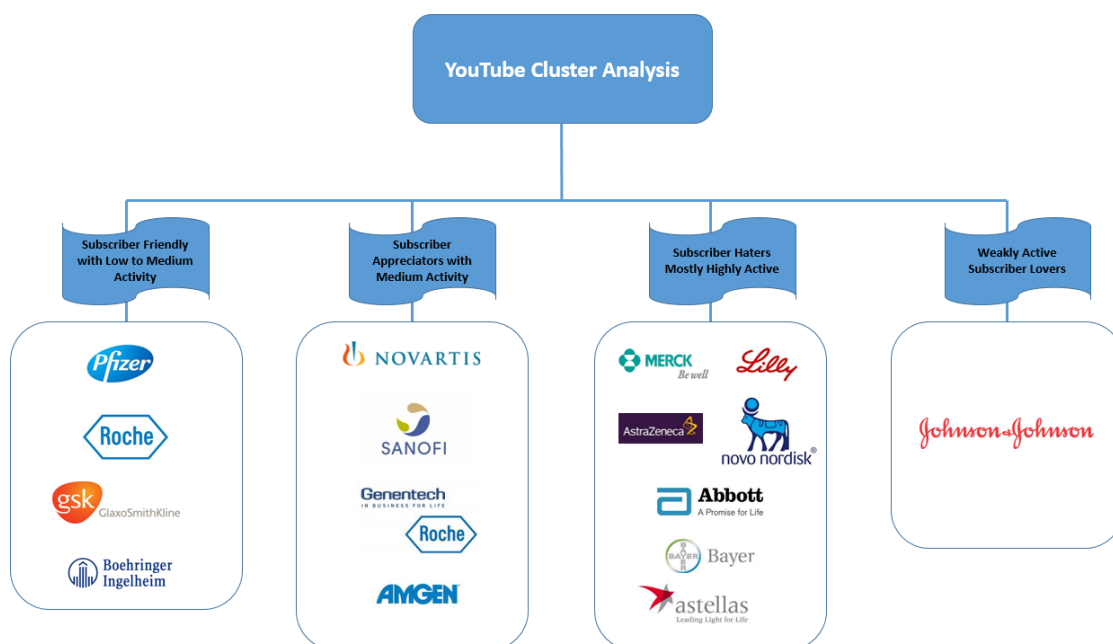 YouTube Cluster Analysis
Subscriber Friendly
with Low to Medium
Activity
Subscriber
Appreciators with
Medium Activity
Subscriber Haters
Mostly Highly Active
Weakly Active
Subscriber Lovers
Pfizer
Roche
gsk
GlaxoSmithKline
Boehringer
Ingelheim
NOVARTIS
SANOFI
Genentech
IN BUSINESS FOR LIFE
Roche
AMGEN®
MERCK
Be well
Lilly
AstraZeneca
novo nordisk®
Abbott
A Promise for Life
BAYER
BAYER
Bayer
astellas
Leading Light for Life
Johnson & Johnson